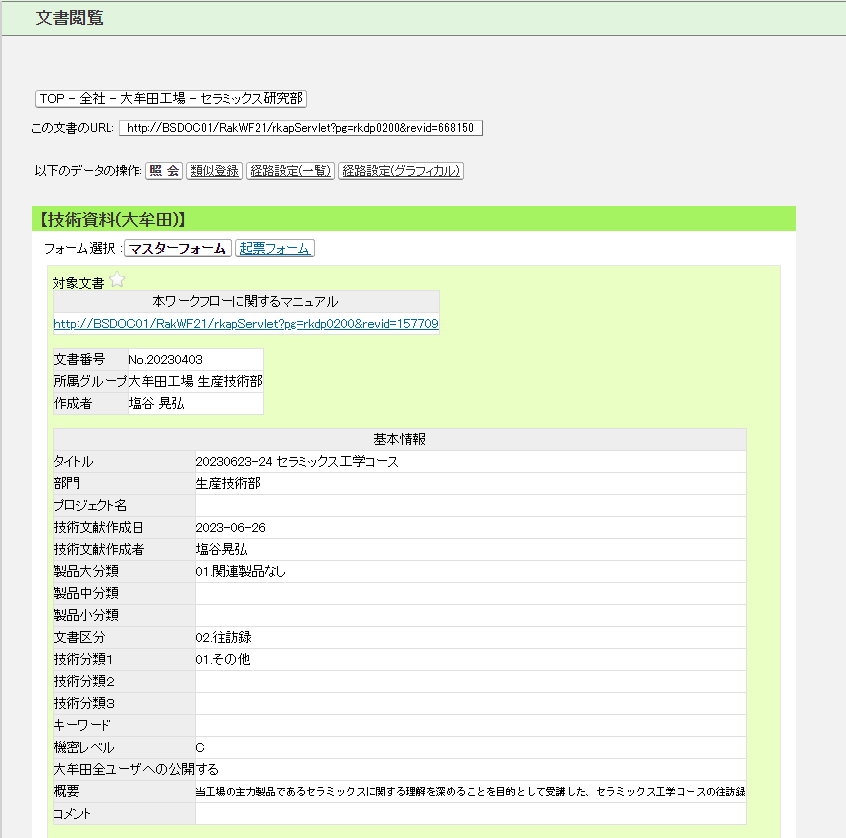 文書閲覧
TOP - 全社 - 大牟田工場 - セラミックス研究部
この文書のURL: http://BSDOC01/RakWF21/rkapServlet?pg=rkdp0200&revid=668150
以下のデータの操作: 照 会 類似登録 経路設定(一覧) 経路設定(グラフィカル)
【技術資料(大牟田)】
フォーム選択 : マスターフォーム 起票フォーム
対象文書
本ワークフローに関するマニュアル
http://BSDOC01/RakWF21/rkapServlet?pg=rkdp0200&revid=157709
文書番号 No.20230403
所属グループ 大牟田工場 生産技術部
作成者 塩谷 晃弘
基本情報
タイトル 20230623-24 セラミックス工学コース
部門 生産技術部
プロジェクト名
技術文献作成日 2023-06-26
技術文献作成者 塩谷晃弘
製品大分類 01.関連製品なし
製品中分類
製品小分類
文書区分 02.往訪録
技術分類1 01.その他
技術分類2
技術分類3
キーワード
機密レベル C
大牟田全ユーザへの公開 する
概要 当工場の主力製品であるセラミックスに関する理解を深めることを目的として受講した、セラミックス工学コースの往訪録
コメント